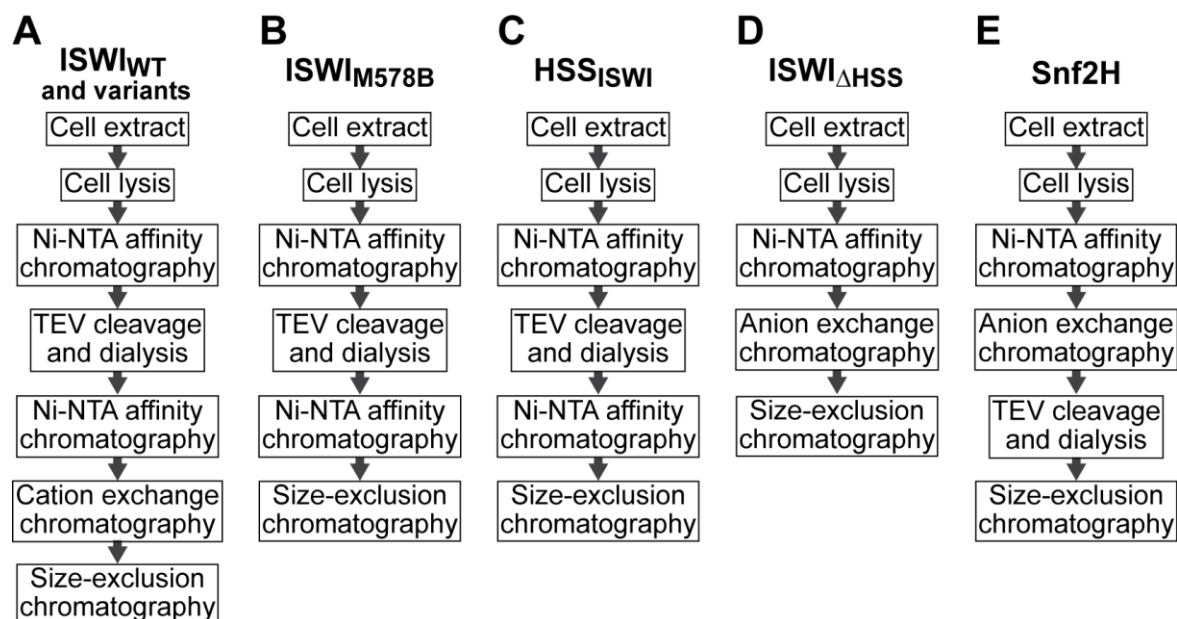 A
ISWIWT
and variants
Cell extract
Cell lysis
Ni-NTA affinity
chromatography
TEV cleavage
and dialysis
Ni-NTA affinity
chromatography
Cation exchange
chromatography
Size-exclusion
chromatography
B
ISWIM578B
Cell extract
Cell lysis
Ni-NTA affinity
chromatography
TEV cleavage
and dialysis
Ni-NTA affinity
chromatography
Size-exclusion
chromatography
C
HSSISWI
Cell extract
Cell lysis
Ni-NTA affinity
chromatography
TEV cleavage
and dialysis
Ni-NTA affinity
chromatography
Size-exclusion
chromatography
D
ISWIΔHSS
Cell extract
Cell lysis
Ni-NTA affinity
chromatography
Anion exchange
chromatography
Size-exclusion
chromatography
E
Snf2H
Cell extract
Cell lysis
Ni-NTA affinity
chromatography
Anion exchange
chromatography
TEV cleavage
and dialysis
Size-exclusion
chromatography